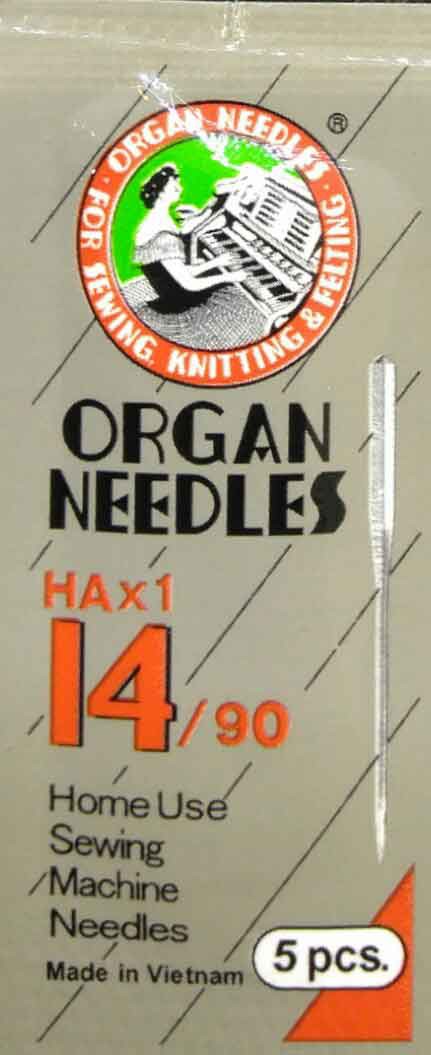 ORGAN NEEDLES · FOR SEWING, KNITTING & FELTING ·
®
ORGAN
NEEDLES
HAx1
14/90
Home Use
Sewing
Machine
Needles
Made in Vietnam
5 pcs.